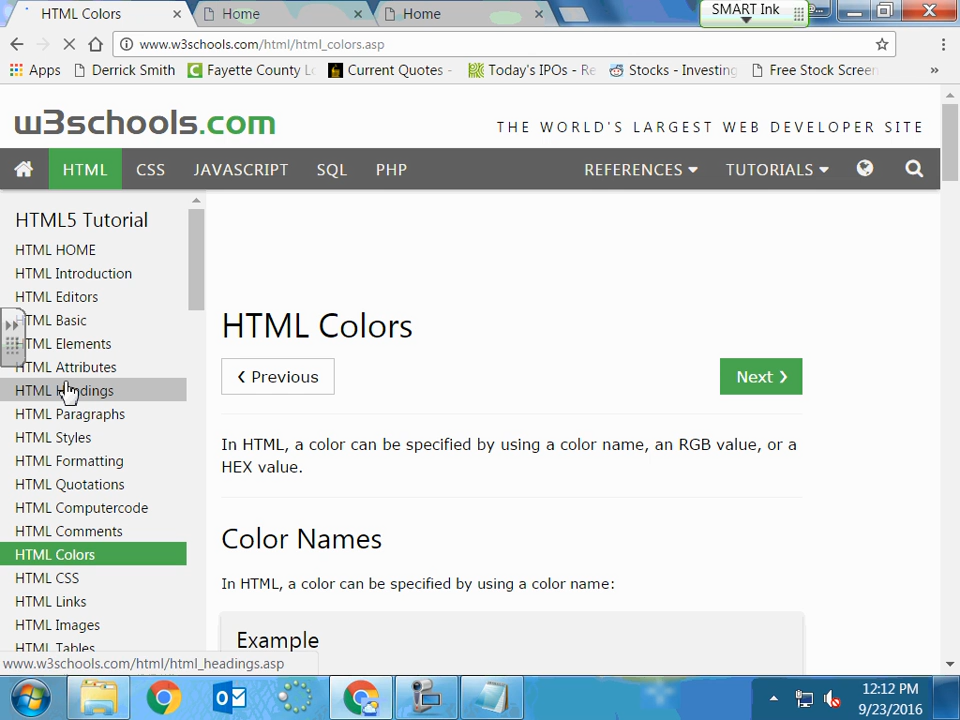 HTML Colors
Home
Home
SMART Ink
www.w3schools.com/html/html_colors.asp
Apps
Derrick Smith
Fayette County Lo
Current Quotes -
Today's IPOs - Re
Stocks - Investing
Free Stock Screen
»
w3schools.com
THE WORLD'S LARGEST WEB DEVELOPER SITE
HTML
CSS
JAVASCRIPT
SQL
PHP
REFERENCES
TUTORIALS
HTML5 Tutorial
HTML HOME
HTML Introduction
HTML Editors
HTML Basic
HTML Elements
HTML Attributes
HTML Headings
HTML Paragraphs
HTML Styles
HTML Formatting
HTML Quotations
HTML Computercode
HTML Comments
HTML Colors
HTML CSS
HTML Links
HTML Images
HTML Tables
HTML Colors
❮ Previous
Next ❯
In HTML, a color can be specified by using a color name, an RGB value, or a
HEX value.
Color Names
In HTML, a color can be specified by using a color name:
Example
www.w3schools.com/html/html_headings.asp
12:12 PM
9/23/2016